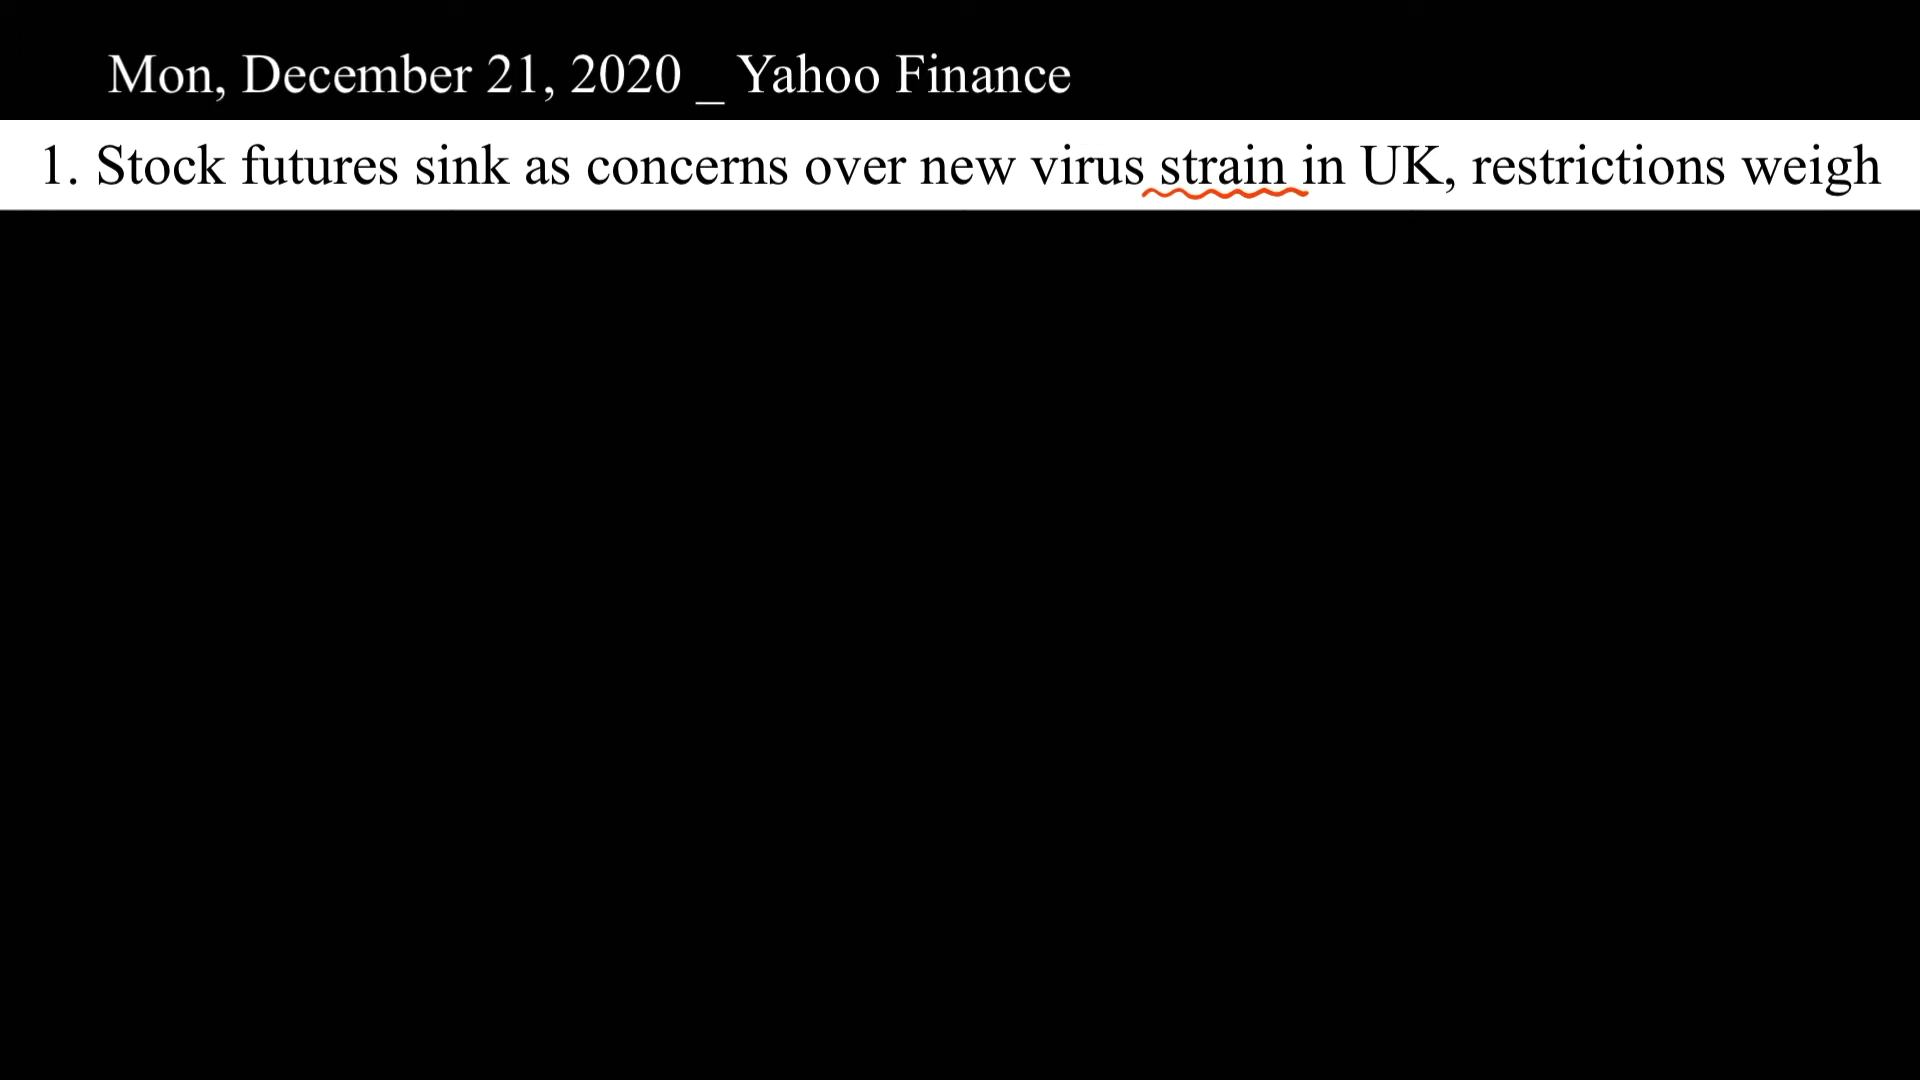 Mon, December 21, 2020 _ Yahoo Finance
1. Stock futures sink as concerns over new virus strain in UK, restrictions weigh